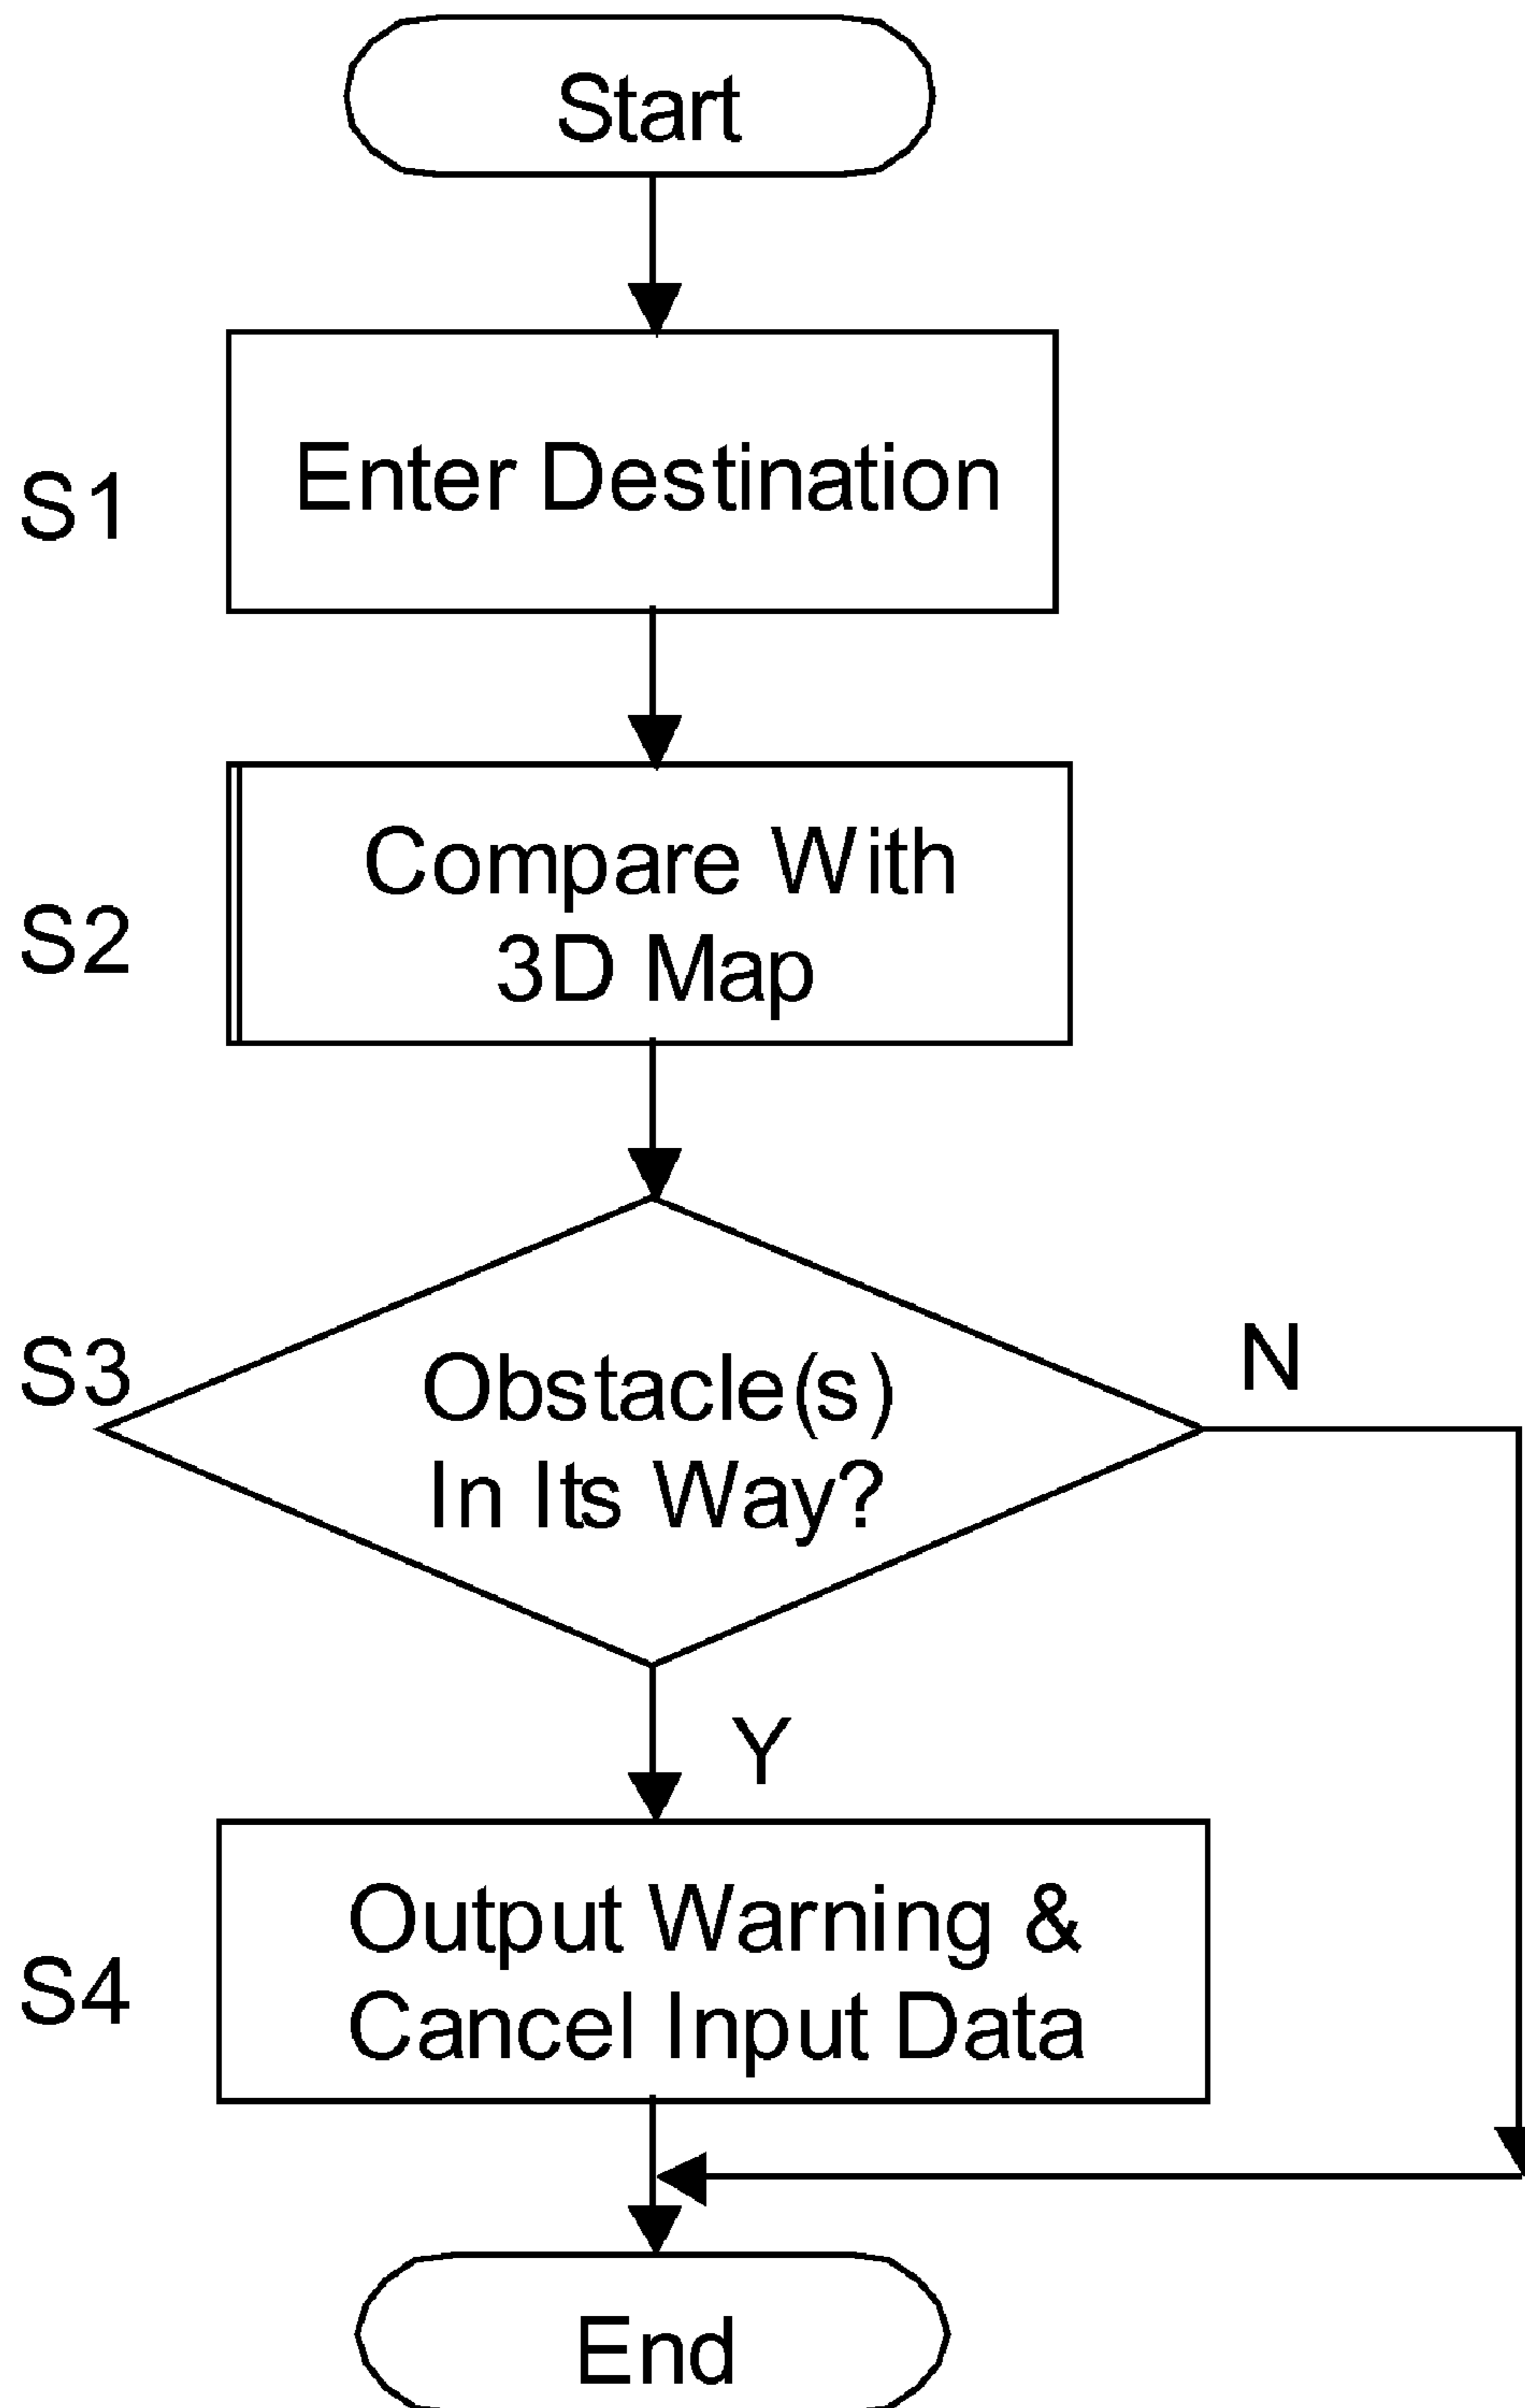 Start
S1
Enter Destination
S2
Compare With
3D Map
S3
Obstacle(s)
In Its Way?
N
Y
S4
Output Warning &
Cancel Input Data
End